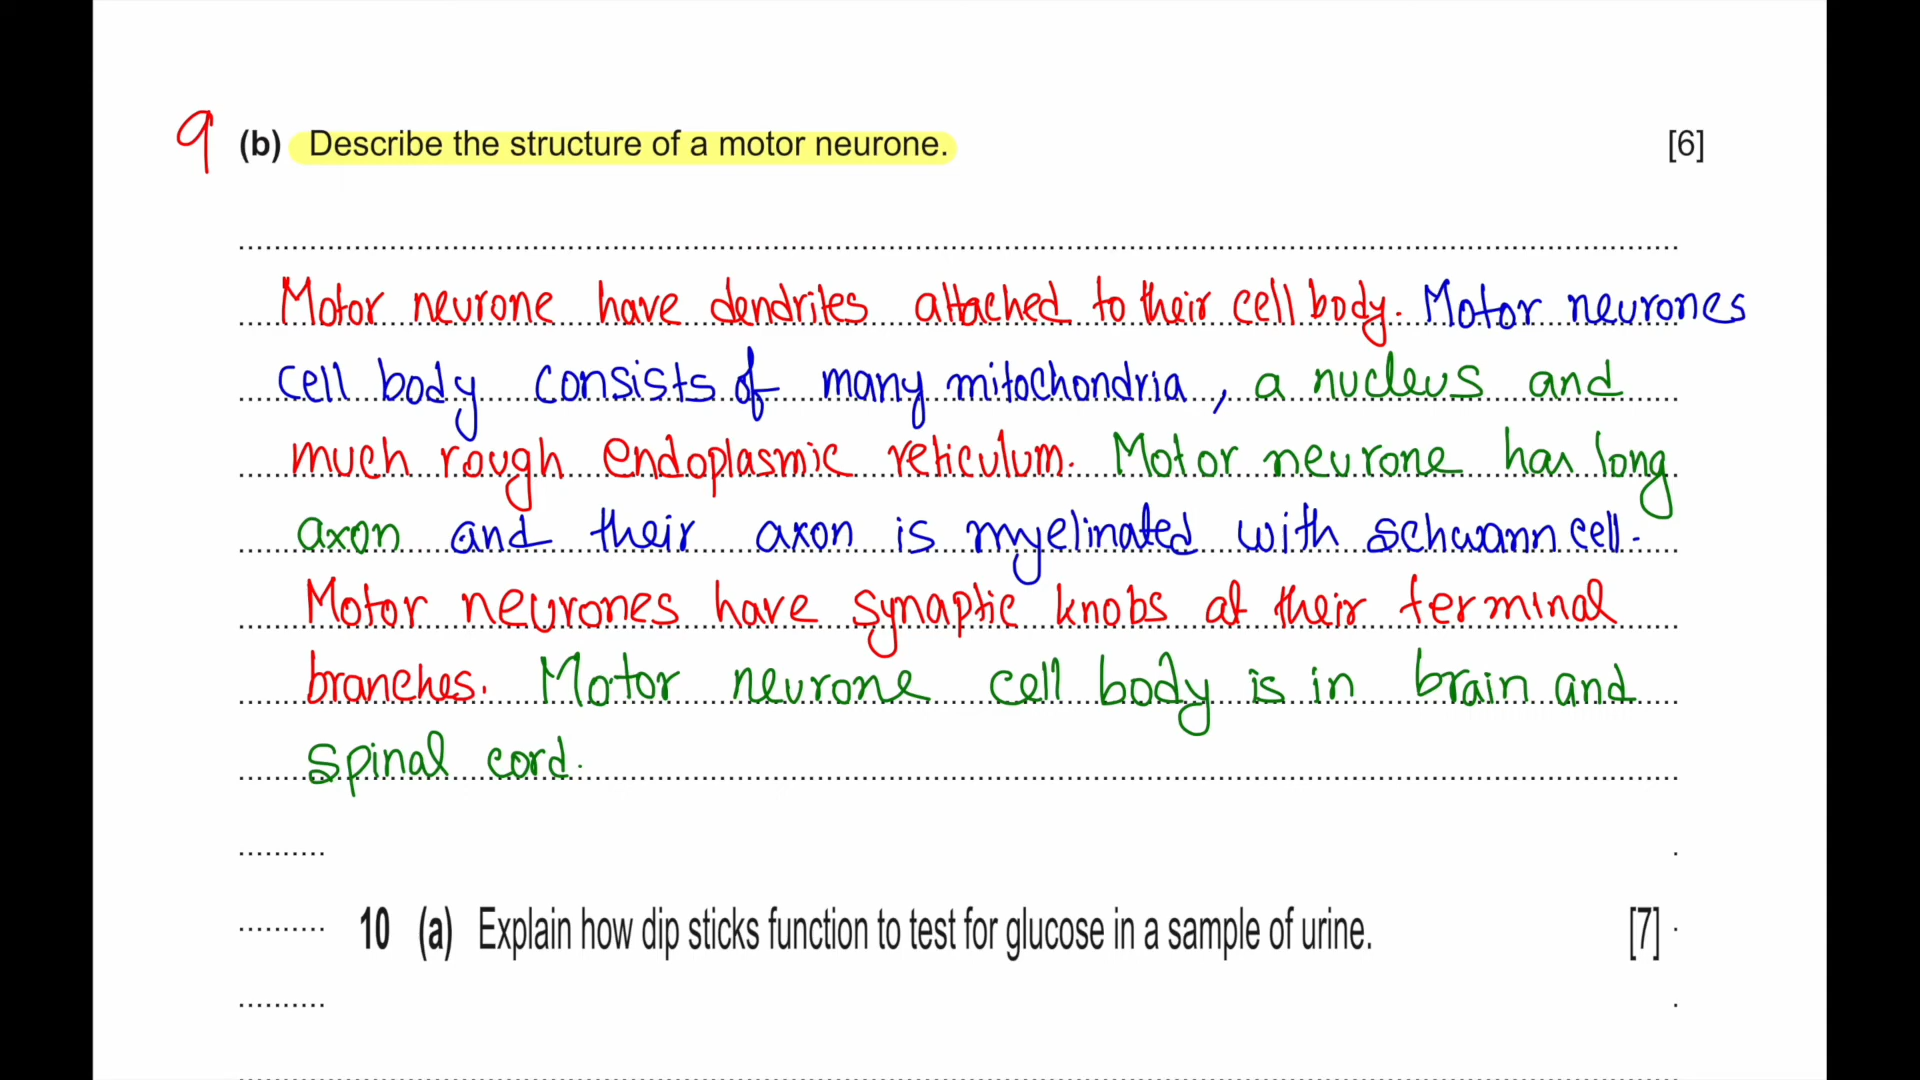 9 (b) Describe the structure of a motor neurone. [6]
Motor neurone have dendrites attached to their cell body. Motor neurones
cell body consists of many mitochondria, a nucleus and
much rough endoplasmic reticulum. Motor neurone has long
axon and their axon is myelinated with schwann cell.
Motor neurones have synaptic knobs at their terminal
branches. Motor neurone cell body is in brain and
spinal cord.
10 (a) Explain how dip sticks function to test for glucose in a sample of urine. [7]